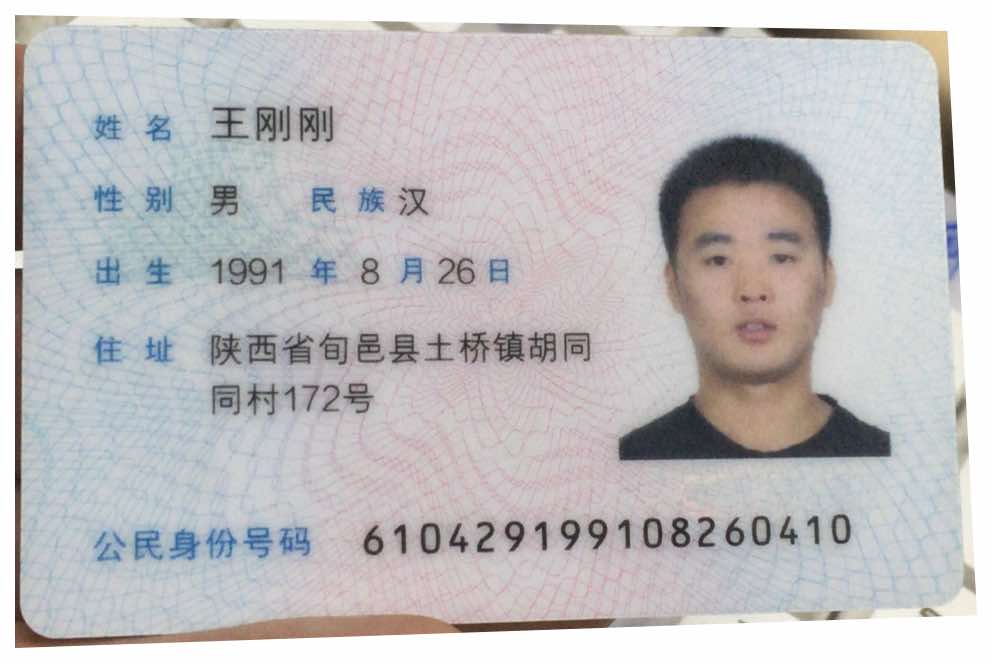 姓名 王刚刚
性别 男 民族 汉
出生 1991 年 8 月 26 日
住址 陕西省旬邑县土桥镇胡同
同村172号
公民身份号码 610429199108260410